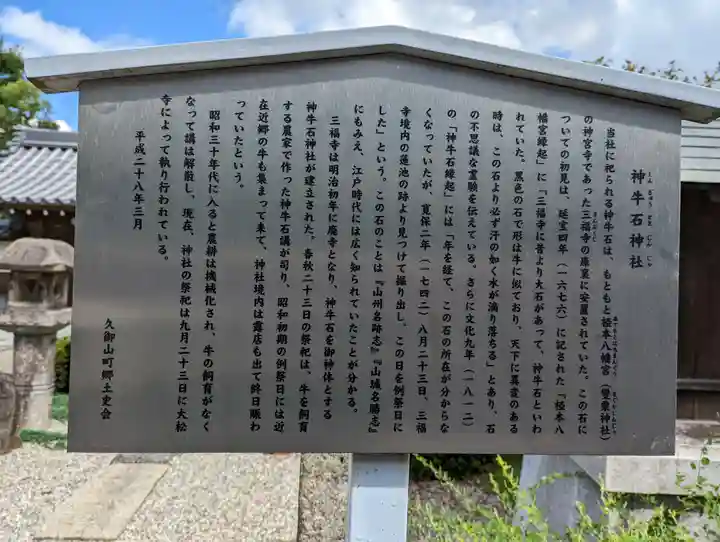 神牛石神社
当社に祀られる神牛石は、もともと椏本八幡宮（雙栗神社）
の神宮寺であった三福寺の庫裏に安置されていた。この石に
ついての初見は、延宝四年（一六七六）に記された「椏本八
幡宮縁起」に「三福寺に昔より大石があって、神牛石といわ
れていた。黒色の石で形は牛に似ており、天下に異霊のある
時は、この石より必ず汗の如く水が滴り落ちる」とあり、石
の不思議な霊験を伝えている。さらに文化九年（一八一二）
の「神牛石縁起」には「年を経て、この石の所在が分からな
くなっていたが、寛保二年（一七四二）八月二十三日、三福
寺境内の蓮池の跡より見つけて掘り出し、この日を例祭日に
した」という。この石のことは『山州名跡志』『山城名勝志』
にもみえ、江戸時代には広く知られていたことが分かる。
三福寺は明治初年に廃寺となり、神牛石を御神体とする
神牛石神社が建立された。春秋二十三日の祭祀は、牛を飼育
する農家で作った神牛石講が司り、昭和初期の例祭日には近
在近郷の牛も集まって来て、神社境内は露店も出て終日賑わ
っていたという。
昭和三十年代に入ると農耕は機械化され、牛の飼育がなく
なって講は解散し、現在、神社の祭祀は九月二十三日に大松
寺によって執り行われている。
平成二十八年三月
久御山町郷土史会